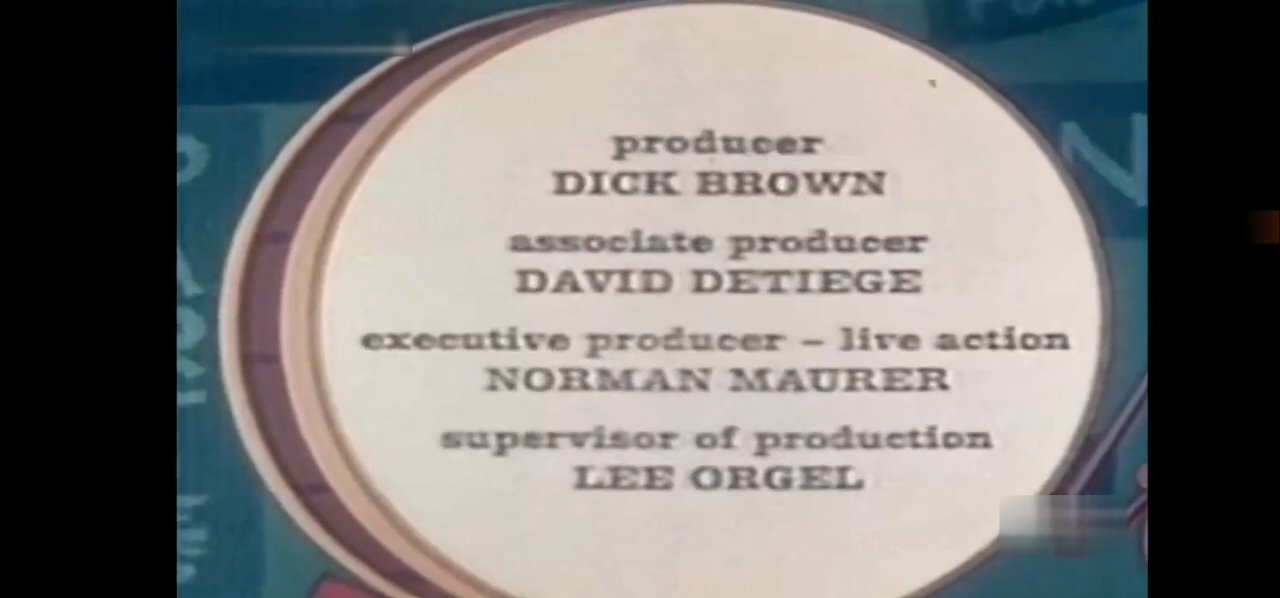 producer
DICK BROWN
associate producer
DAVID DETIEGE
executive producer – live action
NORMAN MAURER
supervisor of production
LEE ORGEL